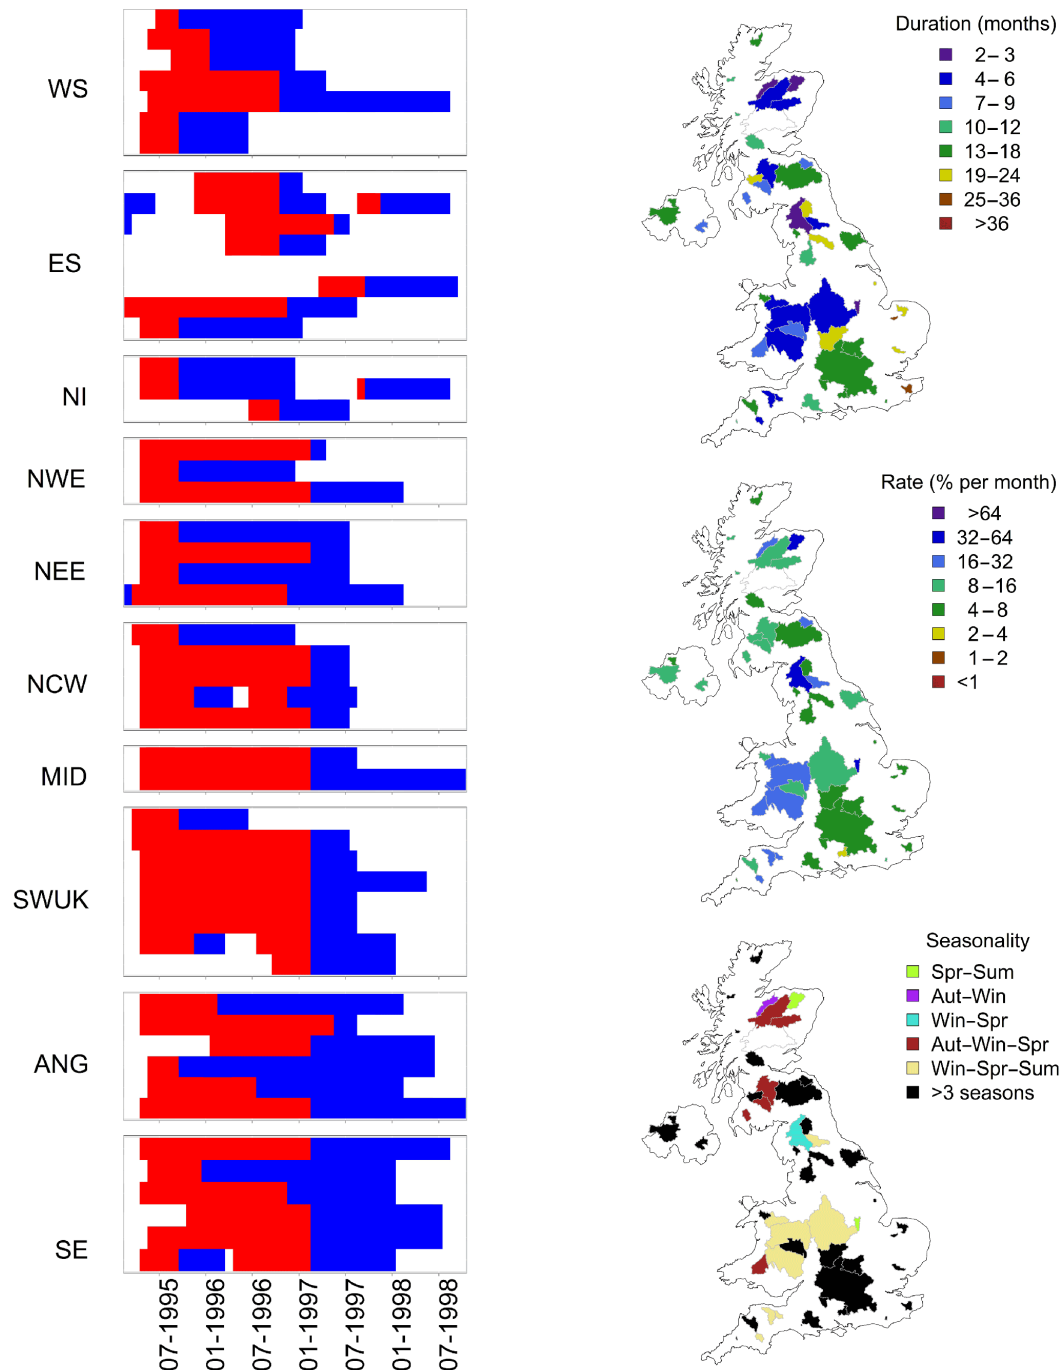 WS
ES
NI
NWE
NEE
NCW
MID
SWUK
ANG
SE
07-1995
01-1996
07-1996
01-1997
07-1997
01-1998
07-1998
Duration (months)
2–3
4–6
7–9
10–12
13–18
19–24
25–36
>36
Rate (% per month)
>64
32–64
16–32
8–16
4–8
2–4
1–2
<1
Seasonality
Spr–Sum
Aut–Win
Win–Spr
Aut–Win–Spr
Win–Spr–Sum
>3 seasons